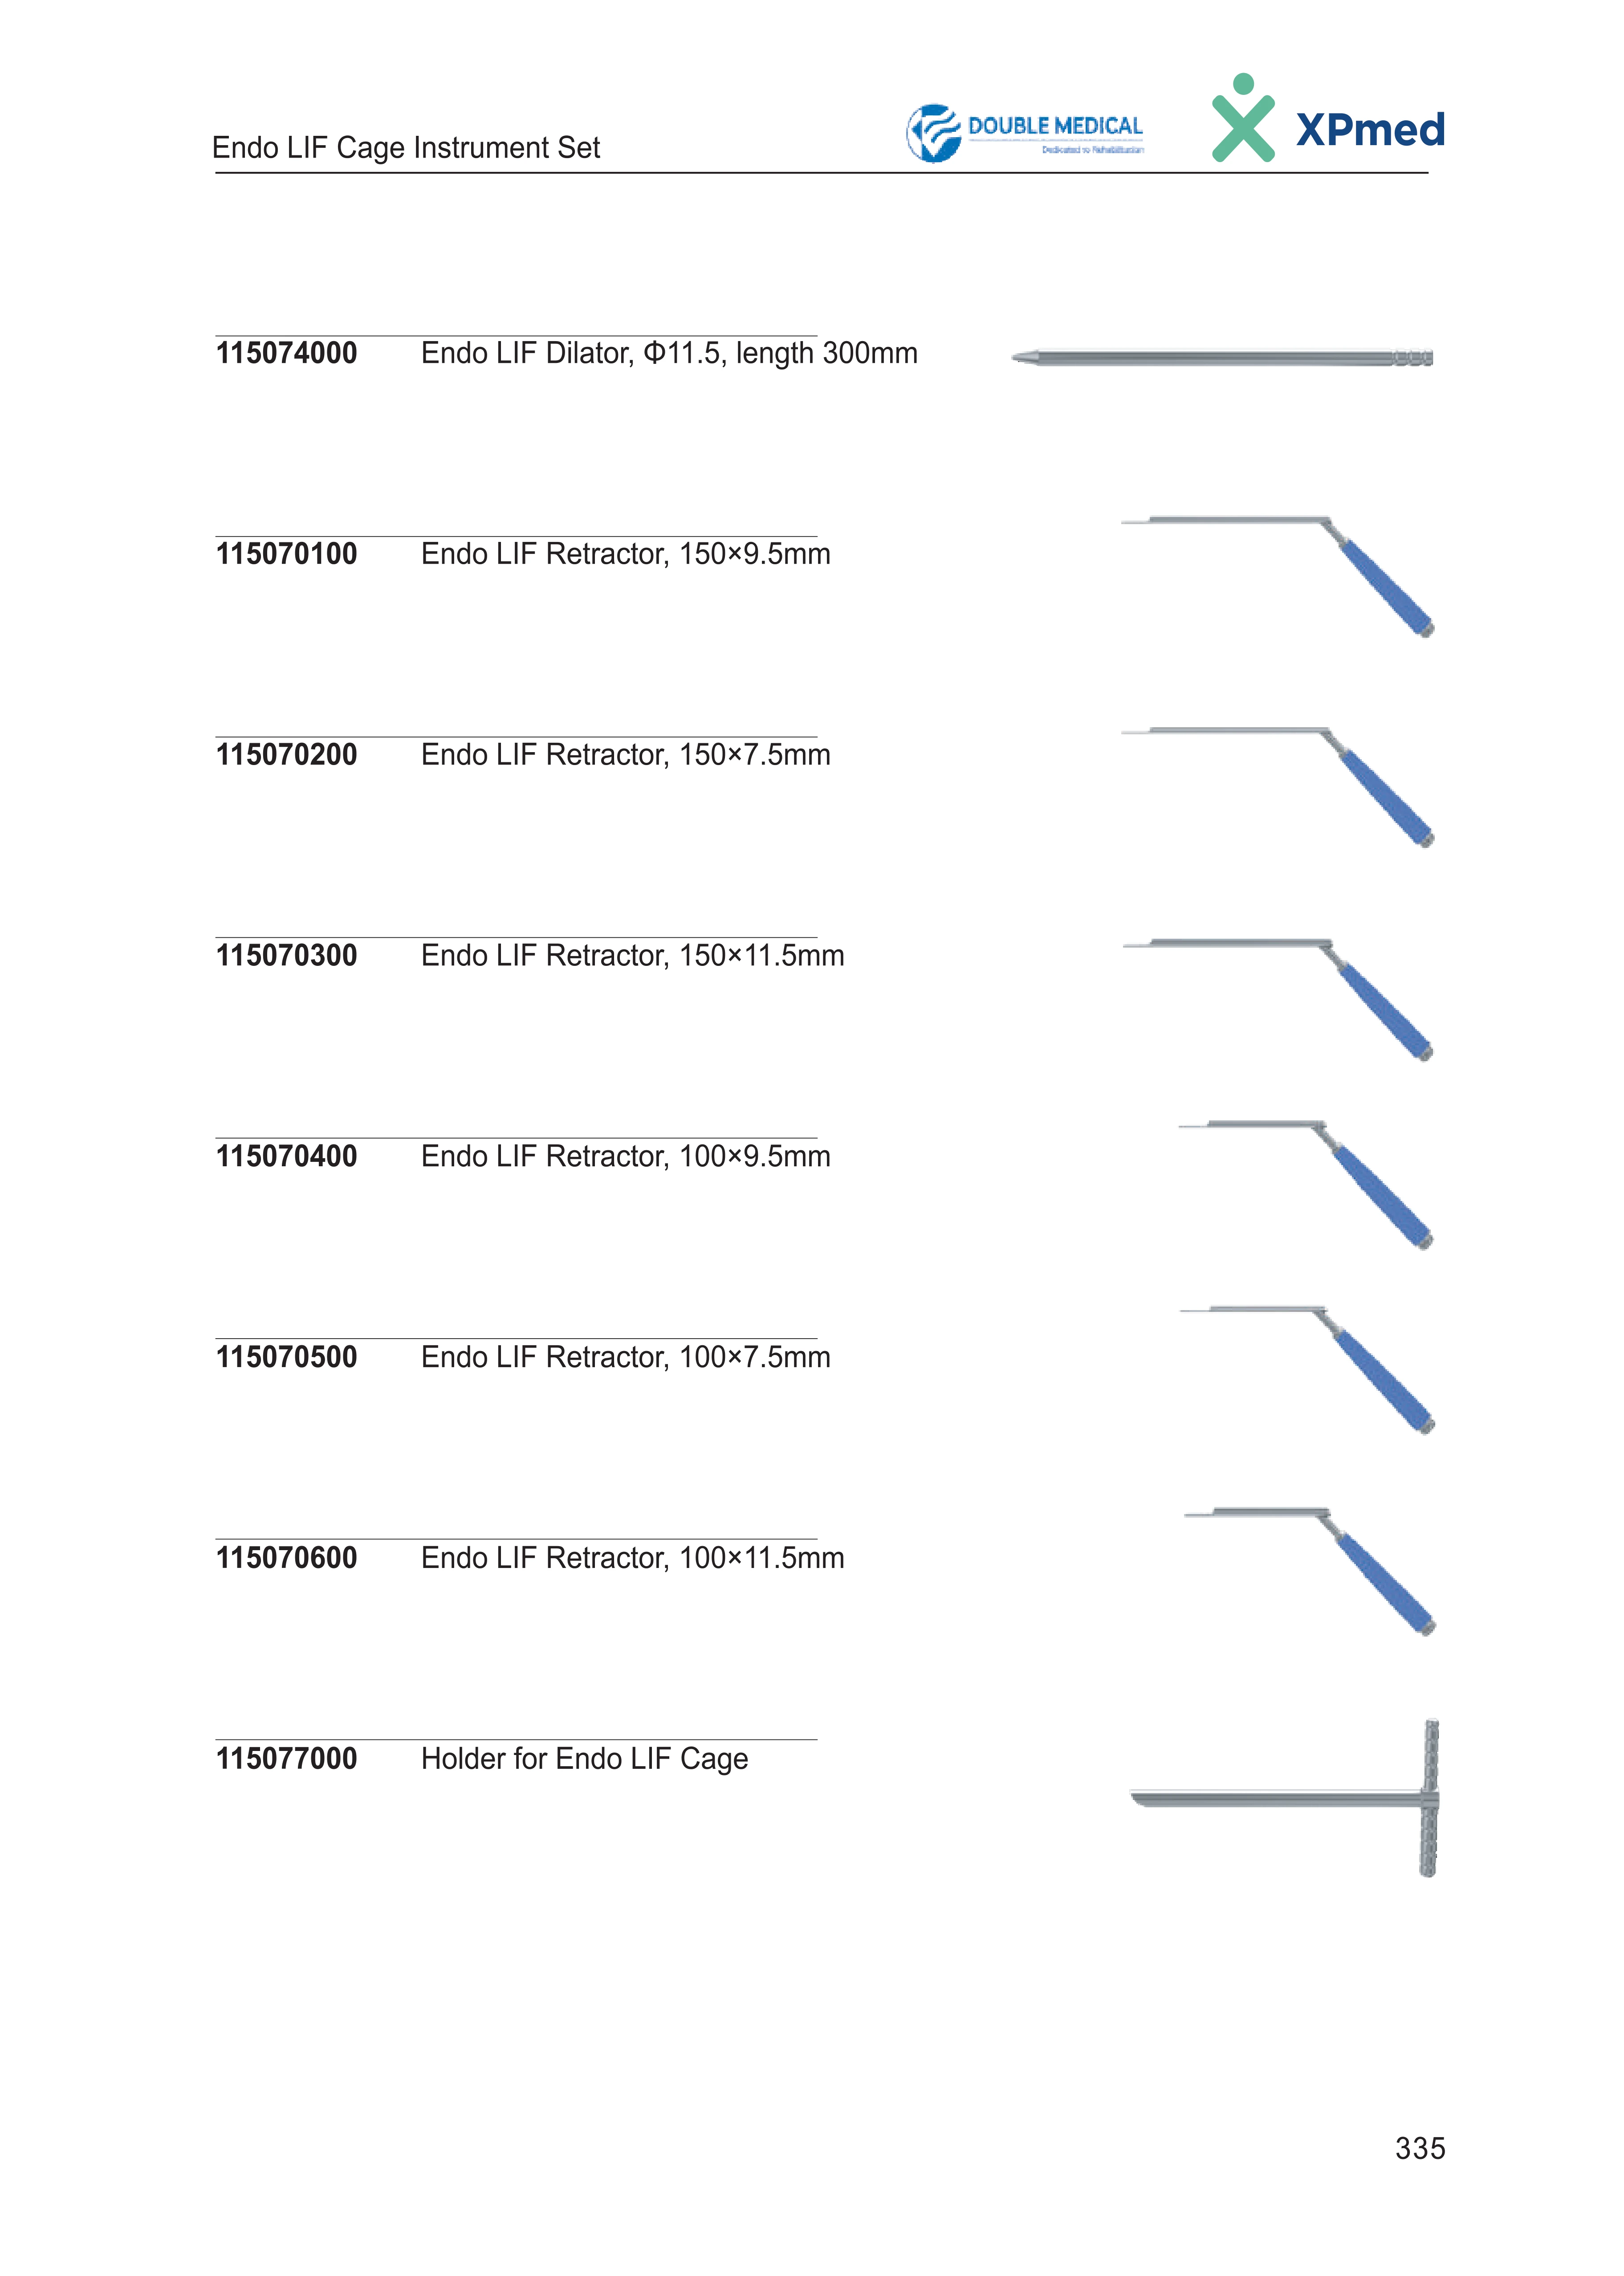 Endo LIF Cage Instrument Set
DOUBLE MEDICAL
Dedicated to Rehabilitation
XPmed
115074000 Endo LIF Dilator, Φ11.5, length 300mm
115070100 Endo LIF Retractor, 150×9.5mm
115070200 Endo LIF Retractor, 150×7.5mm
115070300 Endo LIF Retractor, 150×11.5mm
115070400 Endo LIF Retractor, 100×9.5mm
115070500 Endo LIF Retractor, 100×7.5mm
115070600 Endo LIF Retractor, 100×11.5mm
115077000 Holder for Endo LIF Cage
335